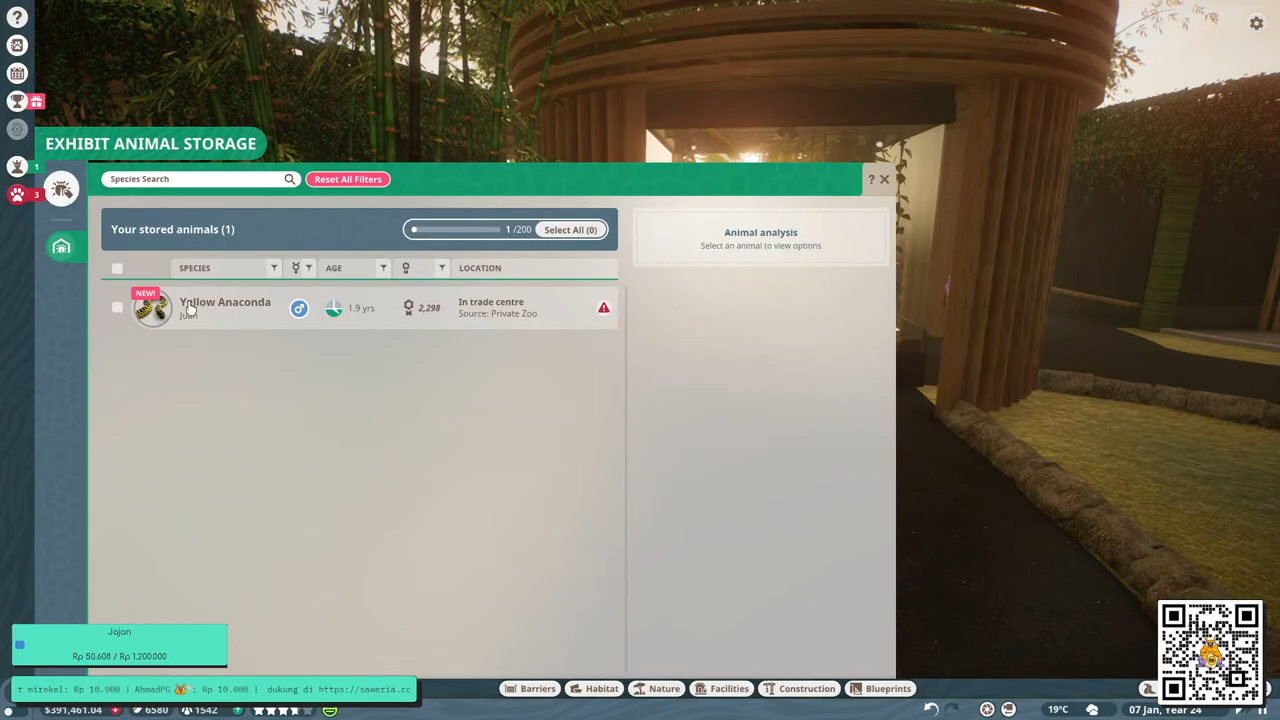 EXHIBIT ANIMAL STORAGE
1
3
Species Search
Reset All Filters
?
Your stored animals (1)
1 /200
Select All (0)
Animal analysis
Select an animal to view options
SPECIES
AGE
LOCATION
NEW!
Yellow Anaconda
Juan
1.9 yrs
2,298
In trade centre
Source: Private Zoo
Jajan
Rp 50.608 / Rp 1.200.000
t mirekel: Rp 10.000 | AhmadPG : Rp 10.000 | dukung di https://saweria.co
Barriers
Habitat
Nature
Facilities
Construction
Blueprints
$391,461.04
6580
1542
19°C
07 Jan, Year 24